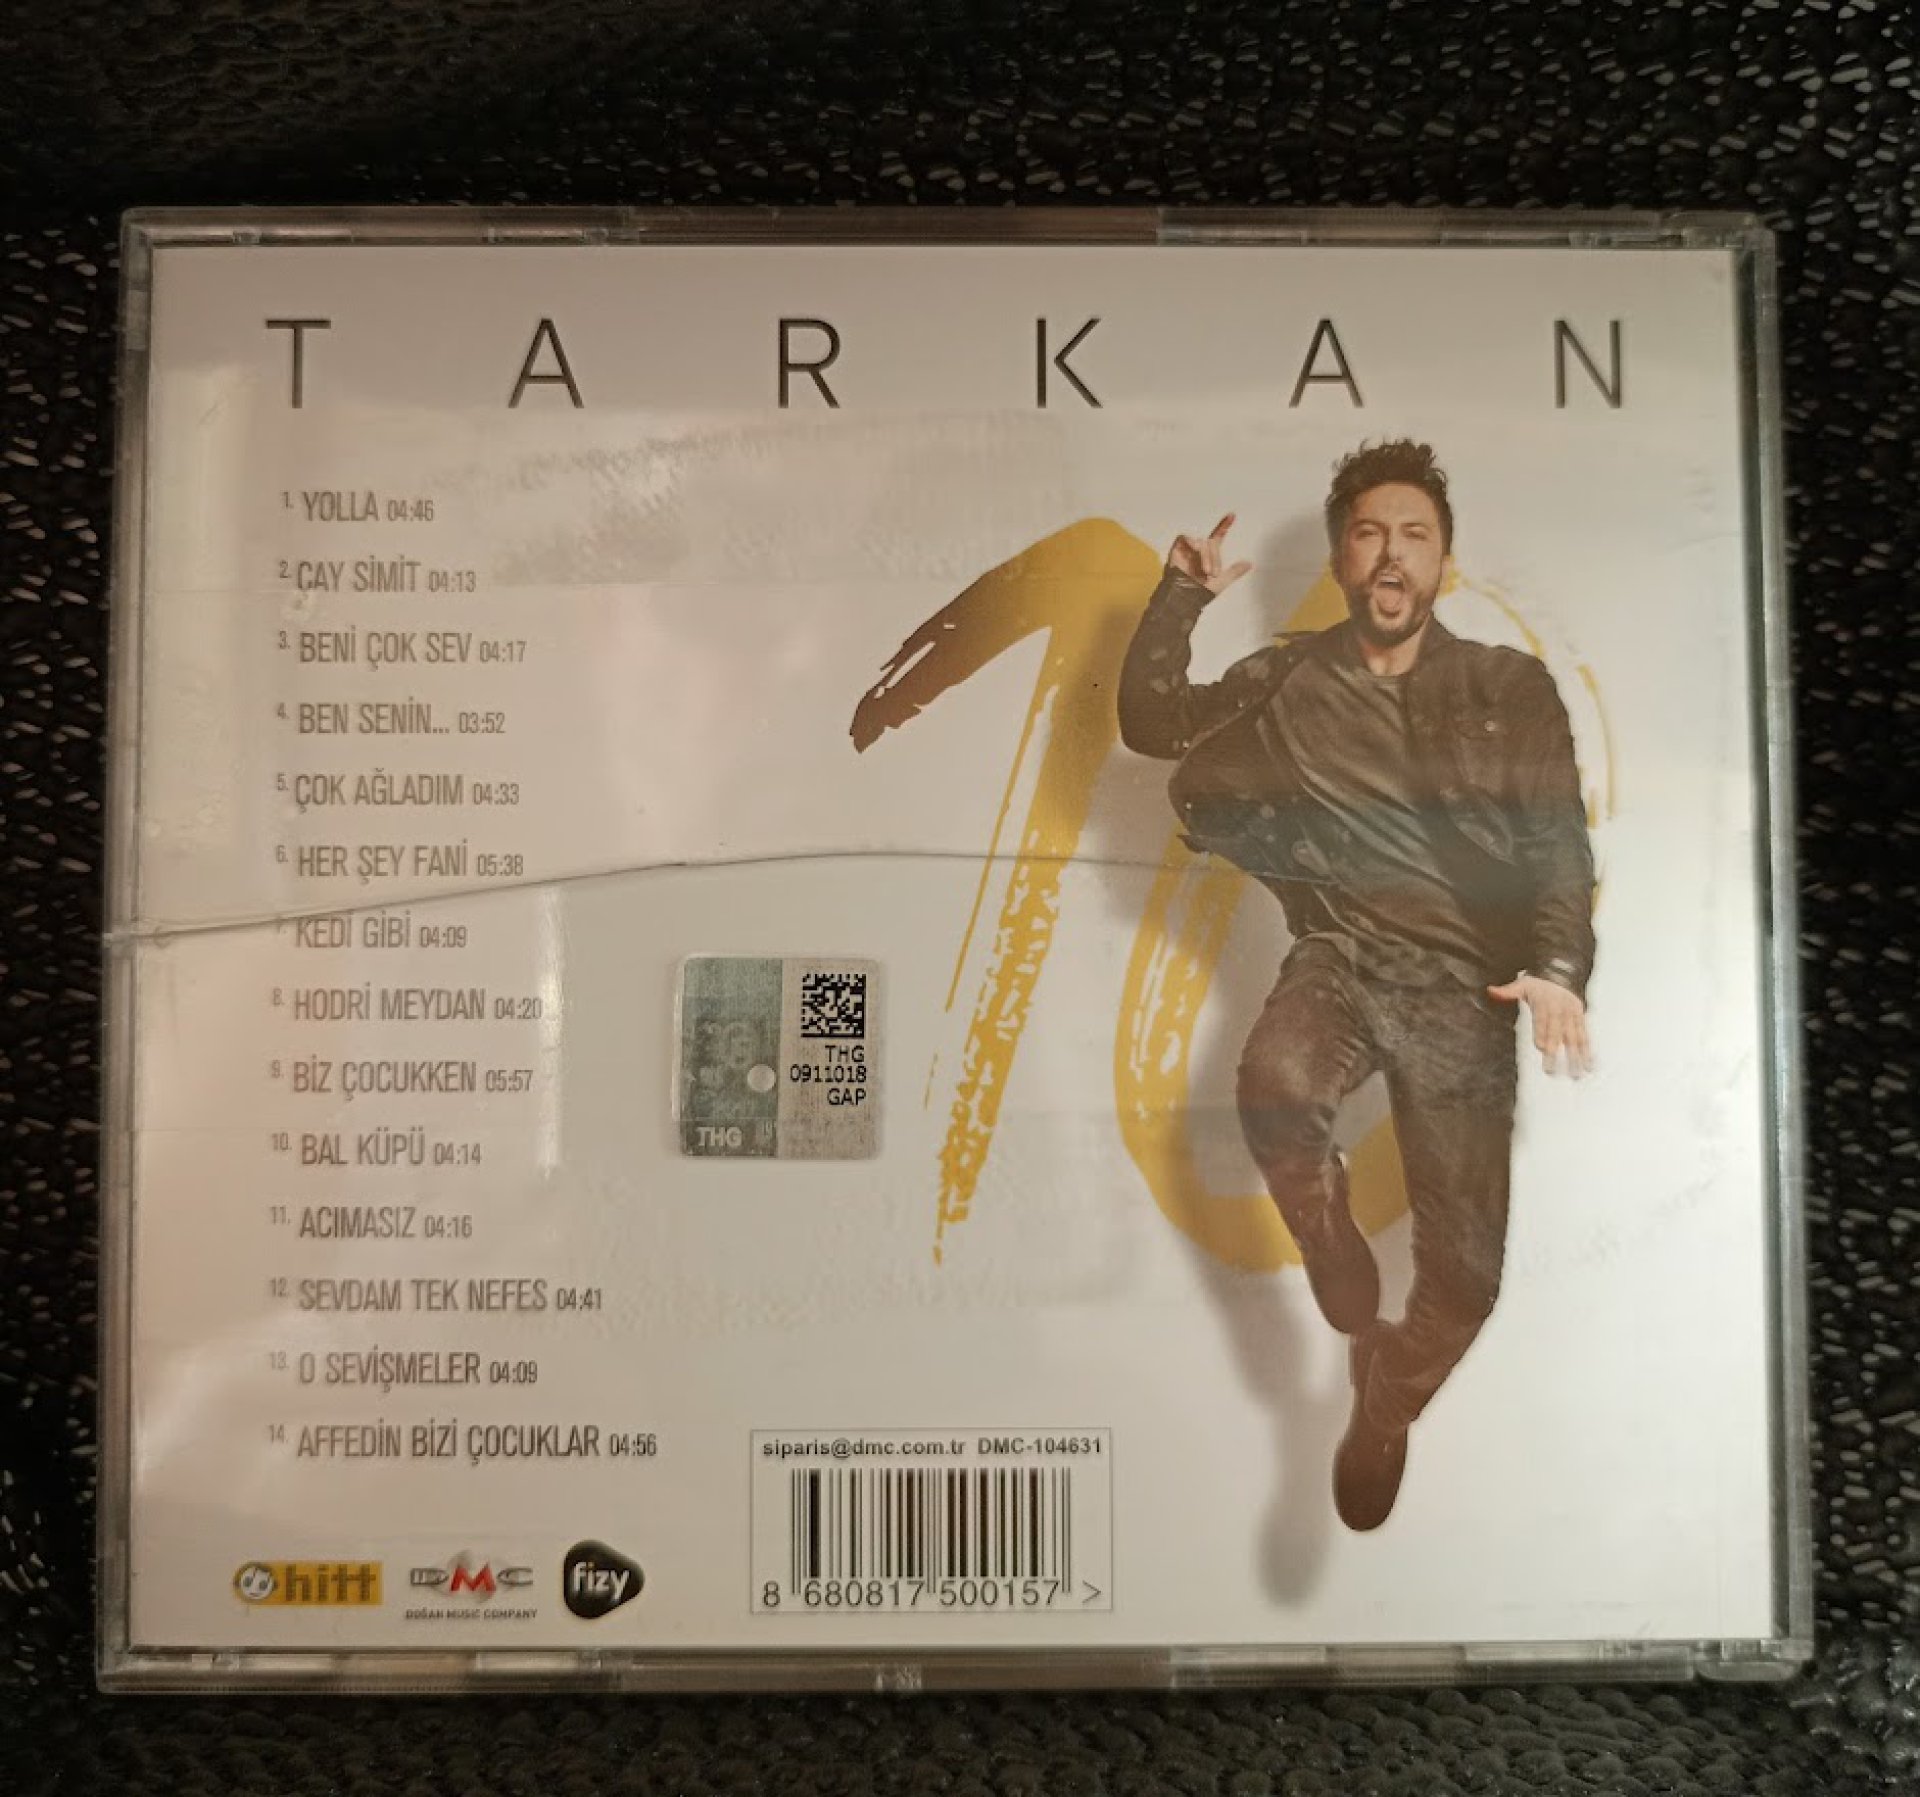 TARKAN
10
1. YOLLA 04:46
2. ÇAY SİMİT 04:13
3. BENİ ÇOK SEV 04:17
4. BEN SENİN... 03:52
5. ÇOK AĞLADIM 04:33
6. HER ŞEY FANİ 05:38
7. KEDİ GİBİ 04:09
8. HODRİ MEYDAN 04:20
9. BİZ ÇOCUKKEN 05:57
10. BAL KÜPÜ 04:14
11. ACIMASIZ 04:16
12. SEVDAM TEK NEFES 04:41
13. O SEVİŞMELER 04:09
14. AFFEDİN BİZİ ÇOCUKLAR 04:56
THG
0911018
GAP
THG
siparis@dmc.com.tr DMC-104631
8 680817 500157 >
hitt
DMC
DOĞAN MUSIC COMPANY
fizy